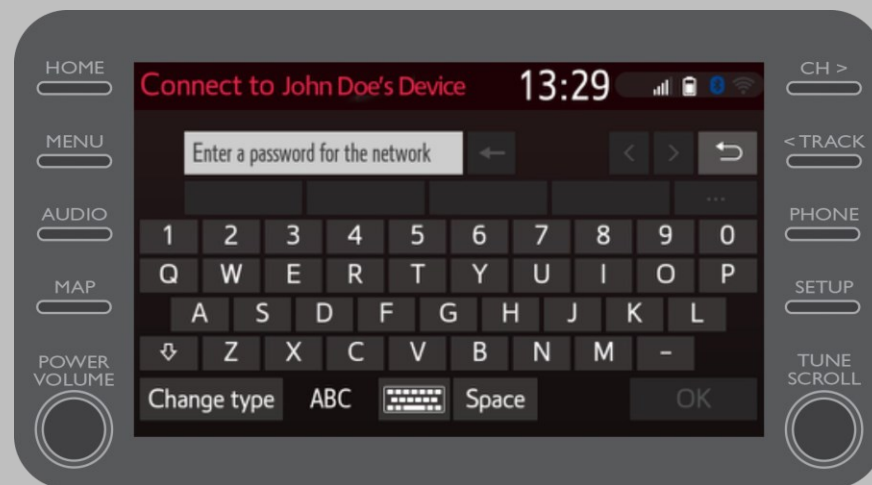 HOME
Connect to John Doe's Device 13:29
CH >
MENU
Enter a password for the network
< >
< TRACK
...
AUDIO
PHONE
1 2 3 4 5 6 7 8 9 0
Q W E R T Y U I O P
MAP
SETUP
A S D F G H J K L
Z X C V B N M -
POWER
VOLUME
TUNE
SCROLL
Change type ABC Space OK